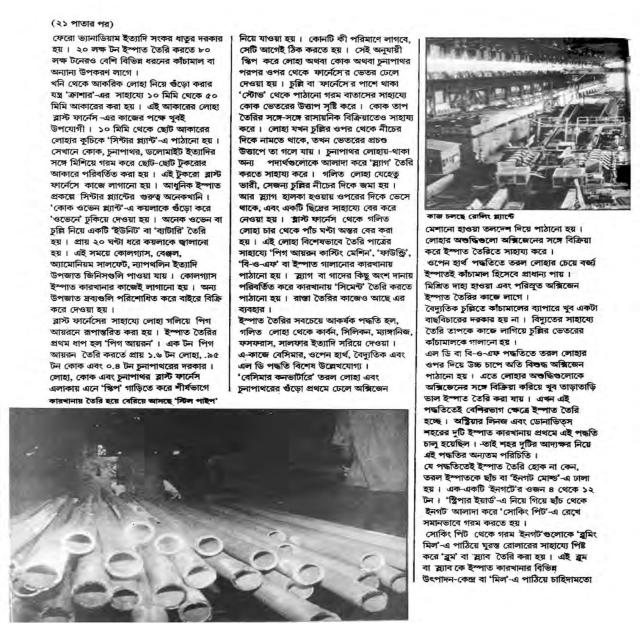 (২১ পাতার পর)
ফেরো ভ্যানাডিয়াম ইত্যাদি সংকর ধাতুর দরকার
হয়। ২০ লক্ষ টন ইস্পাত তৈরি করতে ৮০
লক্ষ টনেরও বেশি বিভিন্ন ধরনের কাঁচামাল বা
অন্যান্য উপকরণ লাগে।
খনি থেকে আকরিক লোহা নিয়ে গুঁড়ো করার
যন্ত্র 'ক্রাশার'-এর সাহায্যে ১০ মিমি থেকে ৫০
মিমি আকারের করা হয়। এই আকারের লোহা
ব্লাস্ট ফার্নেস -এর কাজের পক্ষে খুবই
উপযোগী। ১০ মিমি থেকে ছোট আকারের
লোহার কুচিকে 'সিন্টার প্ল্যান্ট'-এ পাঠানো হয়।
সেখানে কোক, চুনাপাথর, ডলোমাইট ইত্যাদির
সঙ্গে মিশিয়ে গরম করে ছোট-ছোট টুকরোর
আকারে পরিবর্তিত করা হয়। এই টুকরো ব্লাস্ট
ফার্নেসে কাজে লাগানো হয়। আধুনিক ইস্পাত
প্রকল্পে সিন্টার প্ল্যান্টের গুরুত্ব অনেকখানি।
'কোক ওভেন প্ল্যান্ট'-এ কয়লাকে গুঁড়ো করে
'ওভেনে' ঢুকিয়ে দেওয়া হয়। অনেক ওভেন বা
চুল্লি নিয়ে একটি 'ইউনিট' বা 'ব্যাটারি' তৈরি
হয়। প্রায় ২০ ঘন্টা ধরে কয়লাকে জ্বালানো
হয়। এই সময়ে কোলগ্যাস, বেঞ্জল,
অ্যামোনিয়াম সালফেট, ন্যাপথলিন ইত্যাদি
উপজাত জিনিসগুলি পাওয়া যায়। কোলগ্যাস
ইস্পাত কারখানার কাজেই লাগানো হয়। অন্য
উপজাত দ্রব্যগুলি পরিশোধিত করে বাইরে বিক্রি
করে দেওয়া হয়।
ব্লাস্ট ফার্নেসের সাহায্যে লোহা গলিয়ে পিগ
আয়রনে রূপান্তরিত করা হয়। ইস্পাত তৈরির
প্রথম ধাপ হল 'পিগ আয়রন'। এক টন পিগ
আয়রন তৈরি করতে প্রায় ১.৬ টন লোহা, .৯৫
টন কোক এবং ০.৪ টন চুনাপাথরের দরকার।
লোহা, কোক এবং চুনাপাথর ব্লাস্ট ফার্নেস
এলাকায় এনে 'স্কিপ' গাড়িতে করে শীর্ষভাগে
কারখানায় তৈরি হয়ে বেরিয়ে আসছে 'স্টিল পাইপ'
নিয়ে যাওয়া হয়। কোনটি কী পরিমাণে লাগবে,
সেটি আগেই ঠিক করতে হয়। সেই অনুযায়ী
স্কিপ করে লোহা অথবা কোক অথবা চুনাপাথর
পরপর ওপর থেকে ফার্নেসের ভেতর ঢেলে
দেওয়া হয়। চুল্লি বা ফার্নেসের পাশে থাকা
'স্টোভ' থেকে পাঠানো গরম বাতাসের সাহায্যে
কোক ভেতরের উত্তাপ সৃষ্টি করে। কোক তাপ
তৈরির সঙ্গে-সঙ্গে রাসায়নিক বিক্রিয়াতেও সাহায্য
করে। লোহা যখন চুল্লির ওপর থেকে নীচের
দিকে নামতে থাকে, তখন ভেতরের প্রচণ্ড
উত্তাপে তা গলে যায়। চুনাপাথর লোহায়-থাকা
অন্য পদার্থগুলোকে আলাদা করে 'স্ল্যাগ' তৈরি
করতে সাহায্য করে। গলিত লোহা যেহেতু
ভারী, সেজন্য চুল্লির নীচের দিকে জমা হয়।
আর স্ল্যাগ হালকা হওয়ায় ওপরের দিকে ভেসে
থাকে, এবং একটি ছিদ্রের সাহায্যে বের করে
নেওয়া হয়। ব্লাস্ট ফার্নেস থেকে গলিত
লোহা চার থেকে পাঁচ ঘন্টা অন্তর বের করা
হয়। এই লোহা বিশেষভাবে তৈরি পাত্রের
সাহায্যে 'পিগ আয়রন কাস্টিং মেশিন', 'ফাউন্ড্রি',
'বি-ও-এফ' বা ইস্পাত গালানোর কারখানায়
পাঠানো হয়। স্ল্যাগ বা গাদের কিছু অংশ দানায়
পরিবর্তিত করে কারখানায় 'সিমেন্ট' তৈরি করতে
পাঠানো হয়। রাস্তা তৈরির কাজেও আছে এর
ব্যবহার।
ইস্পাত তৈরির সবচেয়ে আকর্ষক পদ্ধতি হল,
গলিত লোহা থেকে কার্বন, সিলিকন, ম্যাঙ্গানিজ,
ফসফরাস, সালফার ইত্যাদি সরিয়ে দেওয়া।
এ-কাজে বেসিমার, ওপেন হার্থ, বৈদ্যুতিক এবং
এল ডি পদ্ধতি বিশেষ উল্লেখযোগ্য।
'বেসিমার কনভার্টারে' তরল লোহা এবং
চুনাপাথরের গুঁড়ো প্রথমে ঢেলে অক্সিজেন
কাজ চলছে রোলিং প্ল্যান্টে
মেশানো হাওয়া তলদেশ দিয়ে পাঠানো হয়।
লোহার অশুদ্ধিগুলো অক্সিজেনের সঙ্গে বিক্রিয়া
করে ইস্পাত তৈরিতে সাহায্য করে।
ওপেন হার্থ পদ্ধতিতে তরল লোহার চেয়ে বর্জ্য
ইস্পাতই কাঁচামাল হিসেবে প্রাধান্য পায়।
মিশ্রিত দাহ্য হাওয়া এবং পরিস্রুত অক্সিজেন
ইস্পাত তৈরির কাজে লাগে।
বৈদ্যুতিক চুল্লিতে কাঁচামালের ব্যাপারে খুব একটা
বাছবিচারের দরকার হয় না। বিদ্যুতের সাহায্যে
তৈরি তাপকে কাজে লাগিয়ে চুল্লির ভেতরের
কাঁচামালকে গালানো হয়।
এল ডি বা বি-ও-এফ পদ্ধতিতে তরল লোহার
ওপর দিয়ে উচ্চ চাপে অতি বিশুদ্ধ অক্সিজেন
পাঠানো হয়। এতে লোহার অশুদ্ধিগুলোকে
অক্সিজেনের সঙ্গে বিক্রিয়া করিয়ে খুব তাড়াতাড়ি
ভাল ইস্পাত তৈরি করা যায়। এখন এই
পদ্ধতিতেই বেশিরভাগ ক্ষেত্রে ইস্পাত তৈরি
হচ্ছে। অস্ট্রিয়ার লিনজ এবং ডোনাভিত্স
শহরের দুটি ইস্পাত কারখানায় প্রথমে এই পদ্ধতি
চালু হয়েছিল। -তাই শহর দুটির আদ্যক্ষর নিয়ে
এই পদ্ধতির অন্যতম পরিচিতি।
যে পদ্ধতিতেই ইস্পাত তৈরি হোক না কেন,
তরল ইস্পাতকে ছাঁচ বা 'ইনগট মোল্ড'-এ ঢালা
হয়। এক-একটি 'ইনগটে'র ওজন ৪ থেকে ১২
টন। 'স্ট্রিপার ইয়ার্ড'-এ নিয়ে গিয়ে ছাঁচ থেকে
ইনগট আলাদা করে 'সোকিং পিট'-এ রেখে
সমানভাবে গরম করতে হয়।
সোকিং পিট থেকে গরম ইনগট'গুলোকে 'ব্লুমিং
মিল'-এ পাঠিয়ে ঘুরন্ত রোলারের সাহায্যে পিষ্ট
করে 'ব্লুম' বা 'স্ল্যাব' তৈরি করা হয়। এই ব্লুম
বা স্ল্যাবকে ইস্পাত কারখানার বিভিন্ন
উৎপাদন-কেন্দ্র বা 'মিল'-এ পাঠিয়ে চাহিদামতো